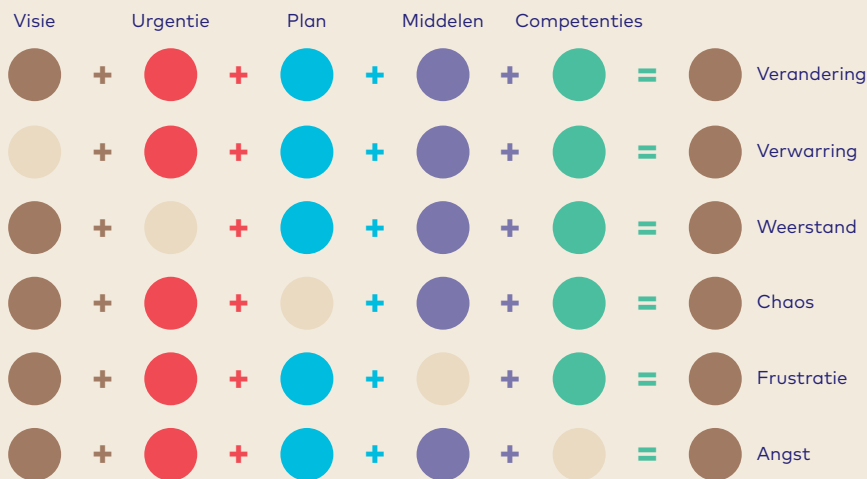 Visie Urgentie Plan Middelen Competenties
+ + + + = Verandering
+ + + + = Verwarring
+ + + + = Weerstand
+ + + + = Chaos
+ + + + = Frustratie
+ + + + = Angst